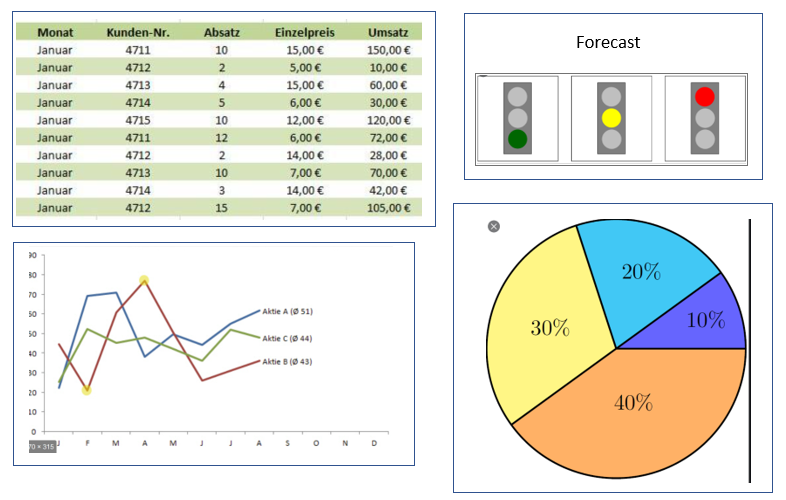 Monat Kunden-Nr. Absatz Einzelpreis Umsatz
Januar 4711 10 15,00 € 150,00 €
Januar 4712 2 5,00 € 10,00 €
Januar 4713 4 15,00 € 60,00 €
Januar 4714 5 6,00 € 30,00 €
Januar 4715 10 12,00 € 120,00 €
Januar 4711 12 6,00 € 72,00 €
Januar 4712 2 14,00 € 28,00 €
Januar 4713 10 7,00 € 70,00 €
Januar 4714 3 14,00 € 42,00 €
Januar 4712 15 7,00 € 105,00 €
Forecast
90
80
70
60
50
40
30
20
10
0
Aktie A (Ø 51)
Aktie C (Ø 44)
Aktie B (Ø 43)
J F M A M J J A S O N D
70 × 315
20%
10%
30%
40%